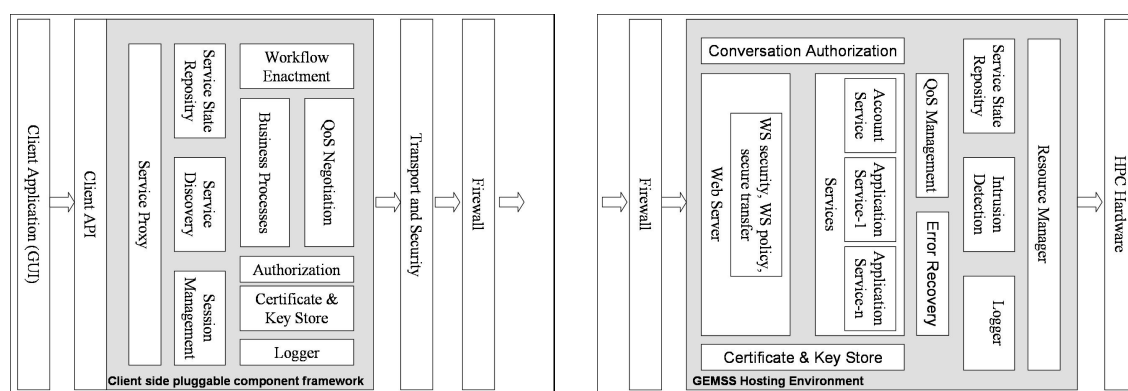 Client Application (GUI)
Client API
Service Proxy
Service State
Repositry
Service
Discovery
Session
Management
Workflow
Enactment
Business Processes
QoS Negotiation
Authorization
Certificate &
Key Store
Logger
Client side pluggable component framework
Transport and Security
Firewall
Firewall
Conversation Authorization
WS security, WS policy,
secure transfer
Web Server
Account
Service
Application
Service-1
Application
Service-n
Services
QoS Management
Error Recovery
Certificate & Key Store
Service State
Repositry
Intrusion
Detection
Logger
Resource Manager
GEMSS Hosting Environment
HPC Hardware